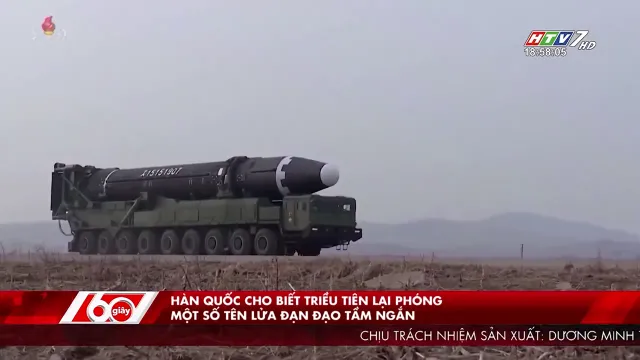 HTV7 HD
18:58:05
60 giây
HÀN QUỐC CHO BIẾT TRIỀU TIÊN LẠI PHÓNG
MỘT SỐ TÊN LỬA ĐẠN ĐẠO TẦM NGẮN
CHỊU TRÁCH NHIỆM SẢN XUẤT: DƯƠNG MINH